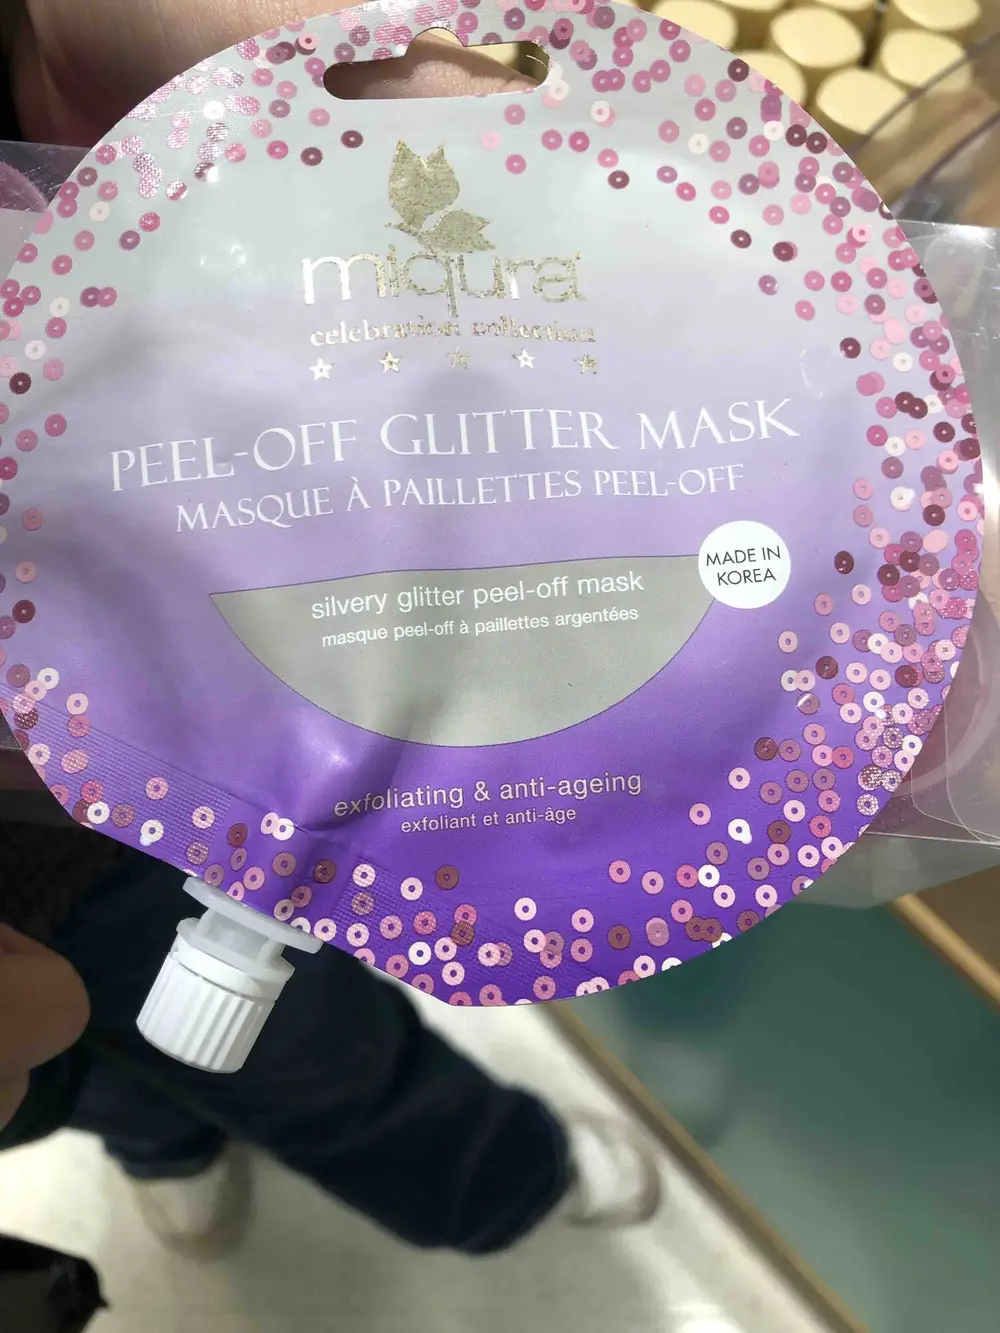 miqura
celebration collection
PEEL-OFF GLITTER MASK
MASQUE À PAILLETTES PEEL-OFF
MADE IN
KOREA
silvery glitter peel-off mask
masque peel-off à paillettes argentées
exfoliating & anti-ageing
exfoliant et anti-âge